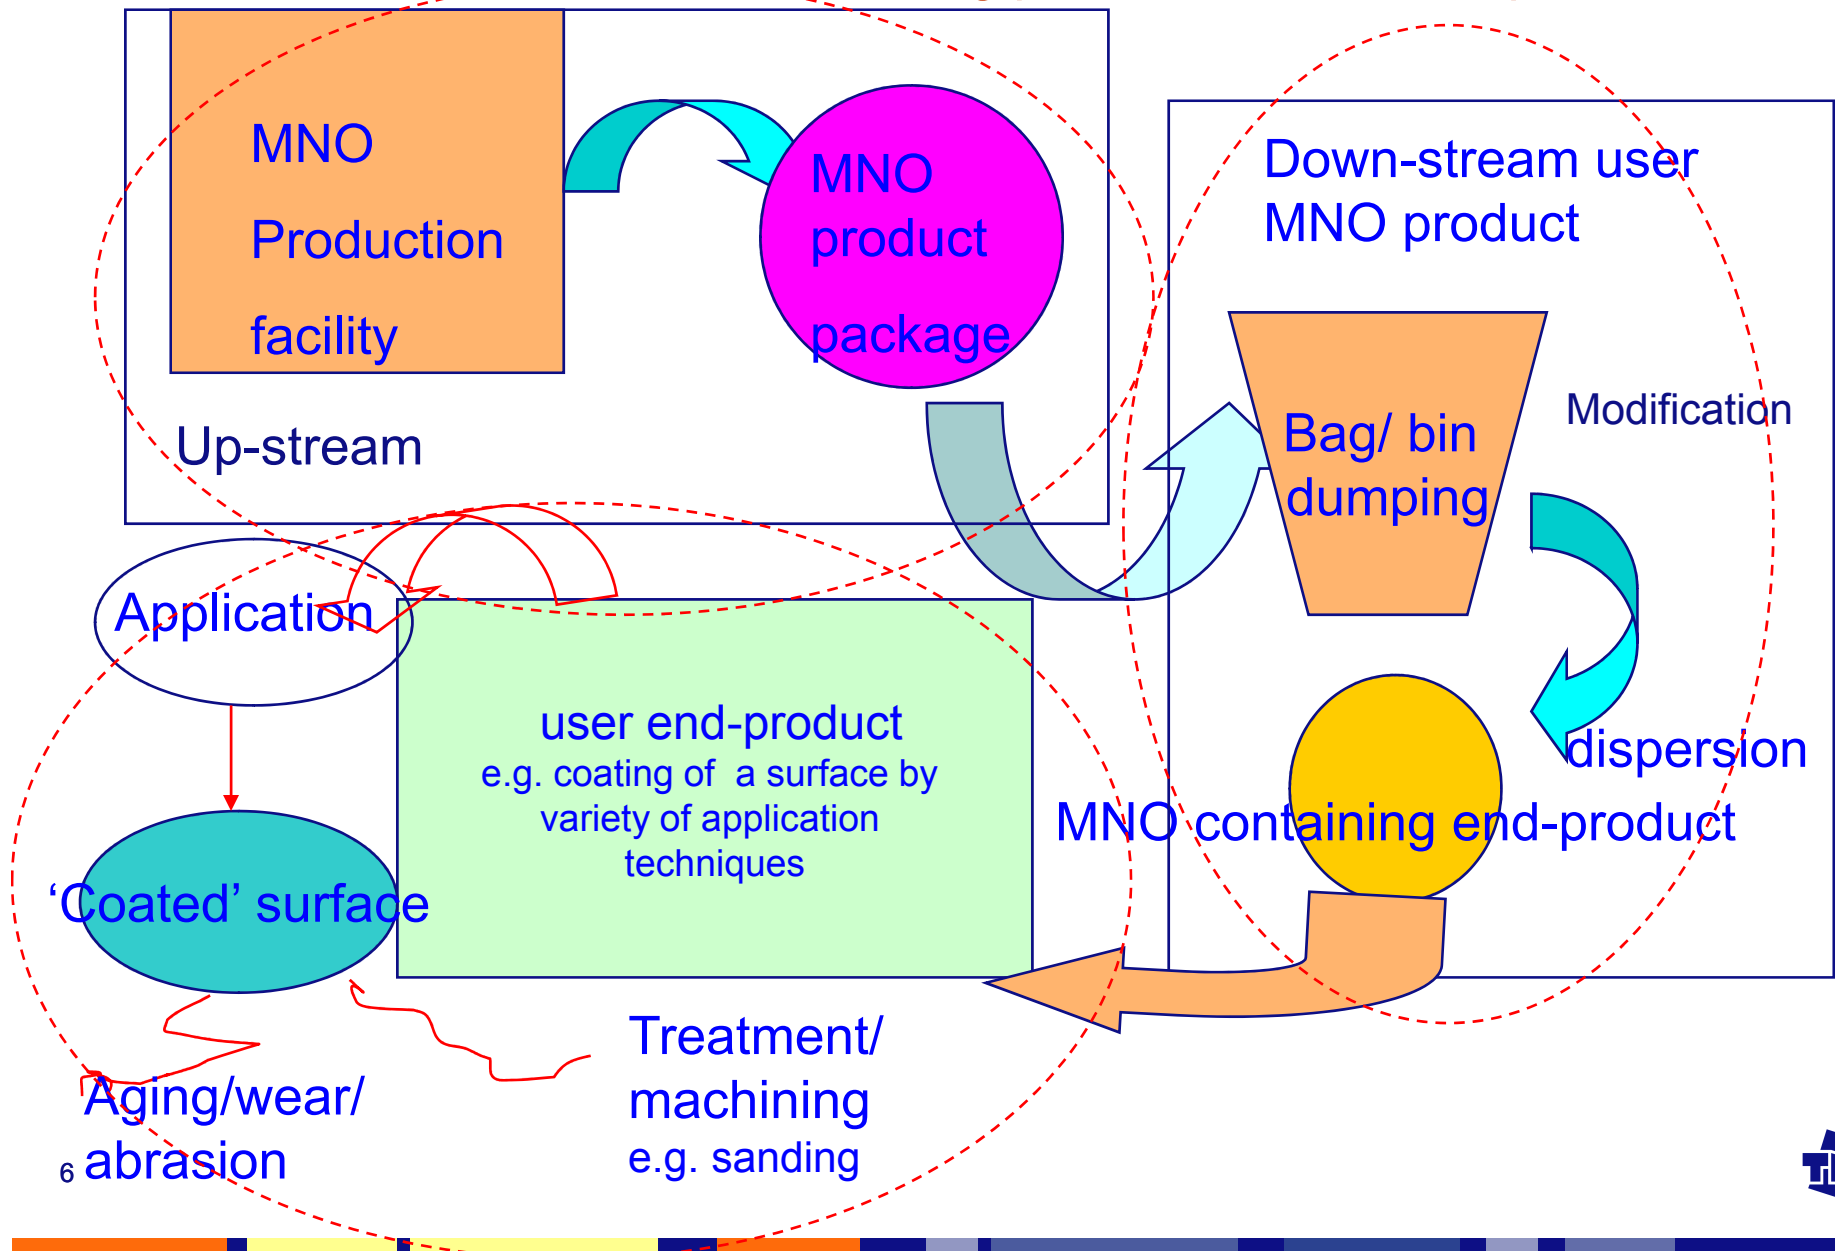 MNO
Production
facility
MNO
product
package
Up-stream
Down-stream user
MNO product
Bag/ bin
dumping
Modification
dispersion
MNO containing end-product
Application
user end-product
e.g. coating of a surface by
variety of application
techniques
‘Coated’ surface
Treatment/
machining
e.g. sanding
Aging/wear/
abrasion
6